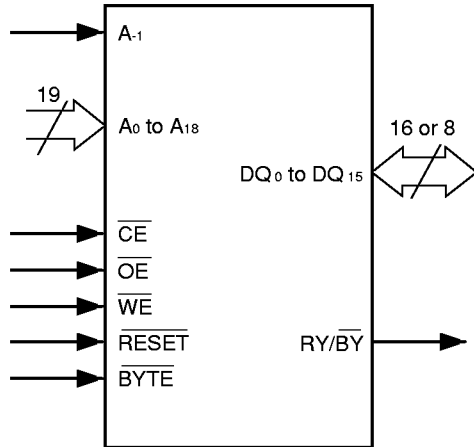 A-1
19
A0 to A18
16 or 8
DQ0 to DQ15
CE
OE
WE
RESET
RY/BY
BYTE